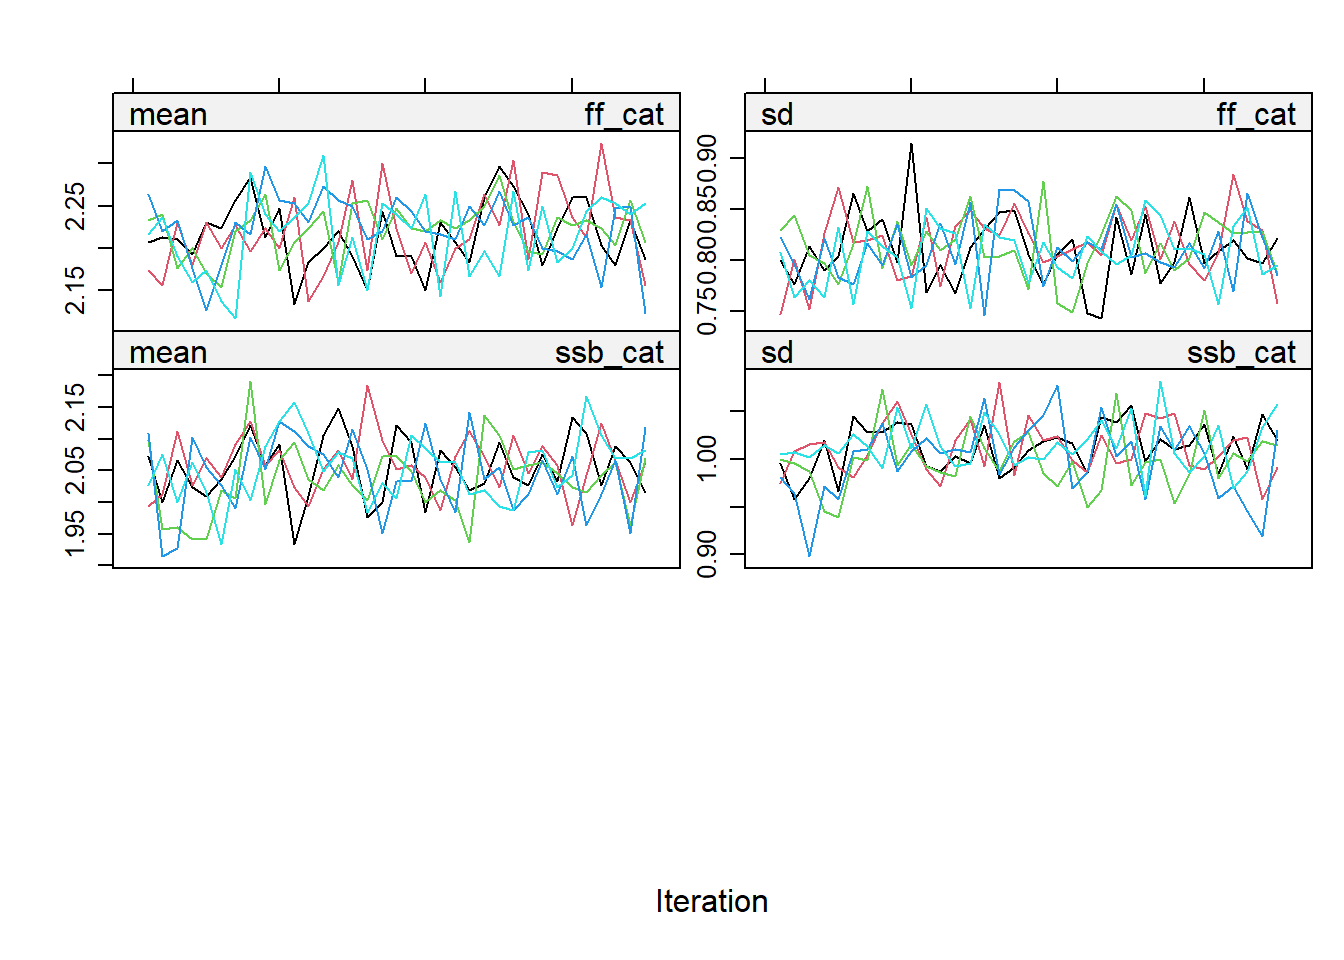 mean ff_cat
sd ff_cat
2.15 2.25
0.75 0.80 0.85 0.90
mean ssb_cat
sd ssb_cat
1.95 2.05 2.15
0.90 1.00
Iteration